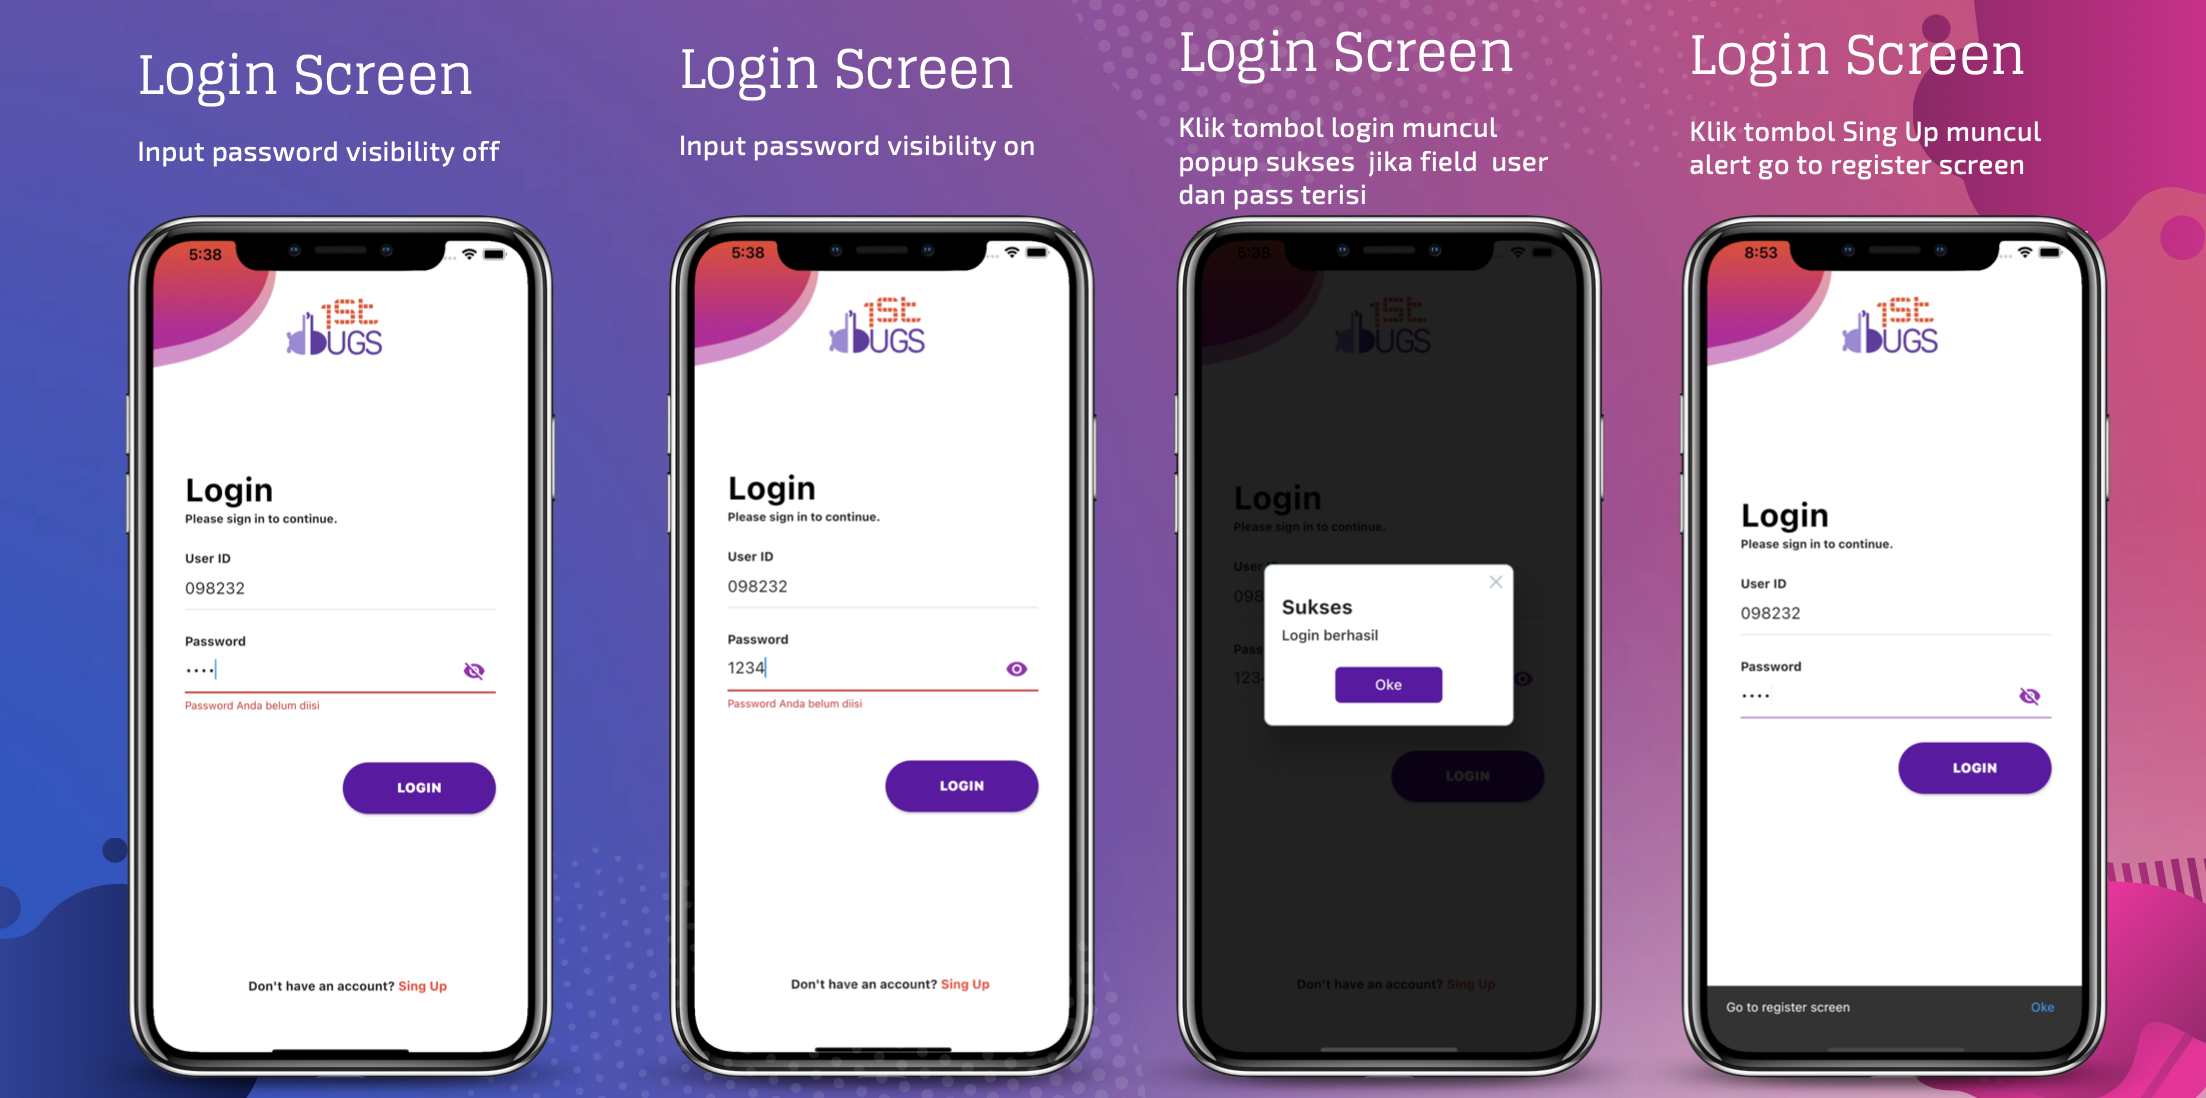 Login Screen
Input password visibility off
5:38
1St
bUGS
Login
Please sign in to continue.
User ID
098232
Password
••••
Password Anda belum diisi
LOGIN
Don't have an account? Sing Up
Login Screen
Input password visibility on
5:38
1St
bUGS
Login
Please sign in to continue.
User ID
098232
Password
1234
Password Anda belum diisi
LOGIN
Don't have an account? Sing Up
Login Screen
Klik tombol login muncul
popup sukses jika field user
dan pass terisi
5:38
1St
bUGS
Login
Please sign in to continue.
User
098
Sukses
Login berhasil
Pass
123
Oke
LOGIN
Don't have an account? Sing Up
Login Screen
Klik tombol Sing Up muncul
alert go to register screen
8:53
1St
bUGS
Login
Please sign in to continue.
User ID
098232
Password
••••
LOGIN
Go to register screen
Oke